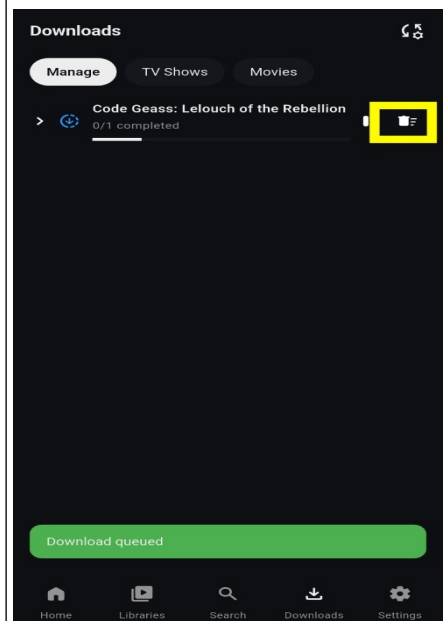 Downloads
Manage TV Shows Movies
Code Geass: Lelouch of the Rebellion
0/1 completed
Download queued
Home Libraries Search Downloads Settings